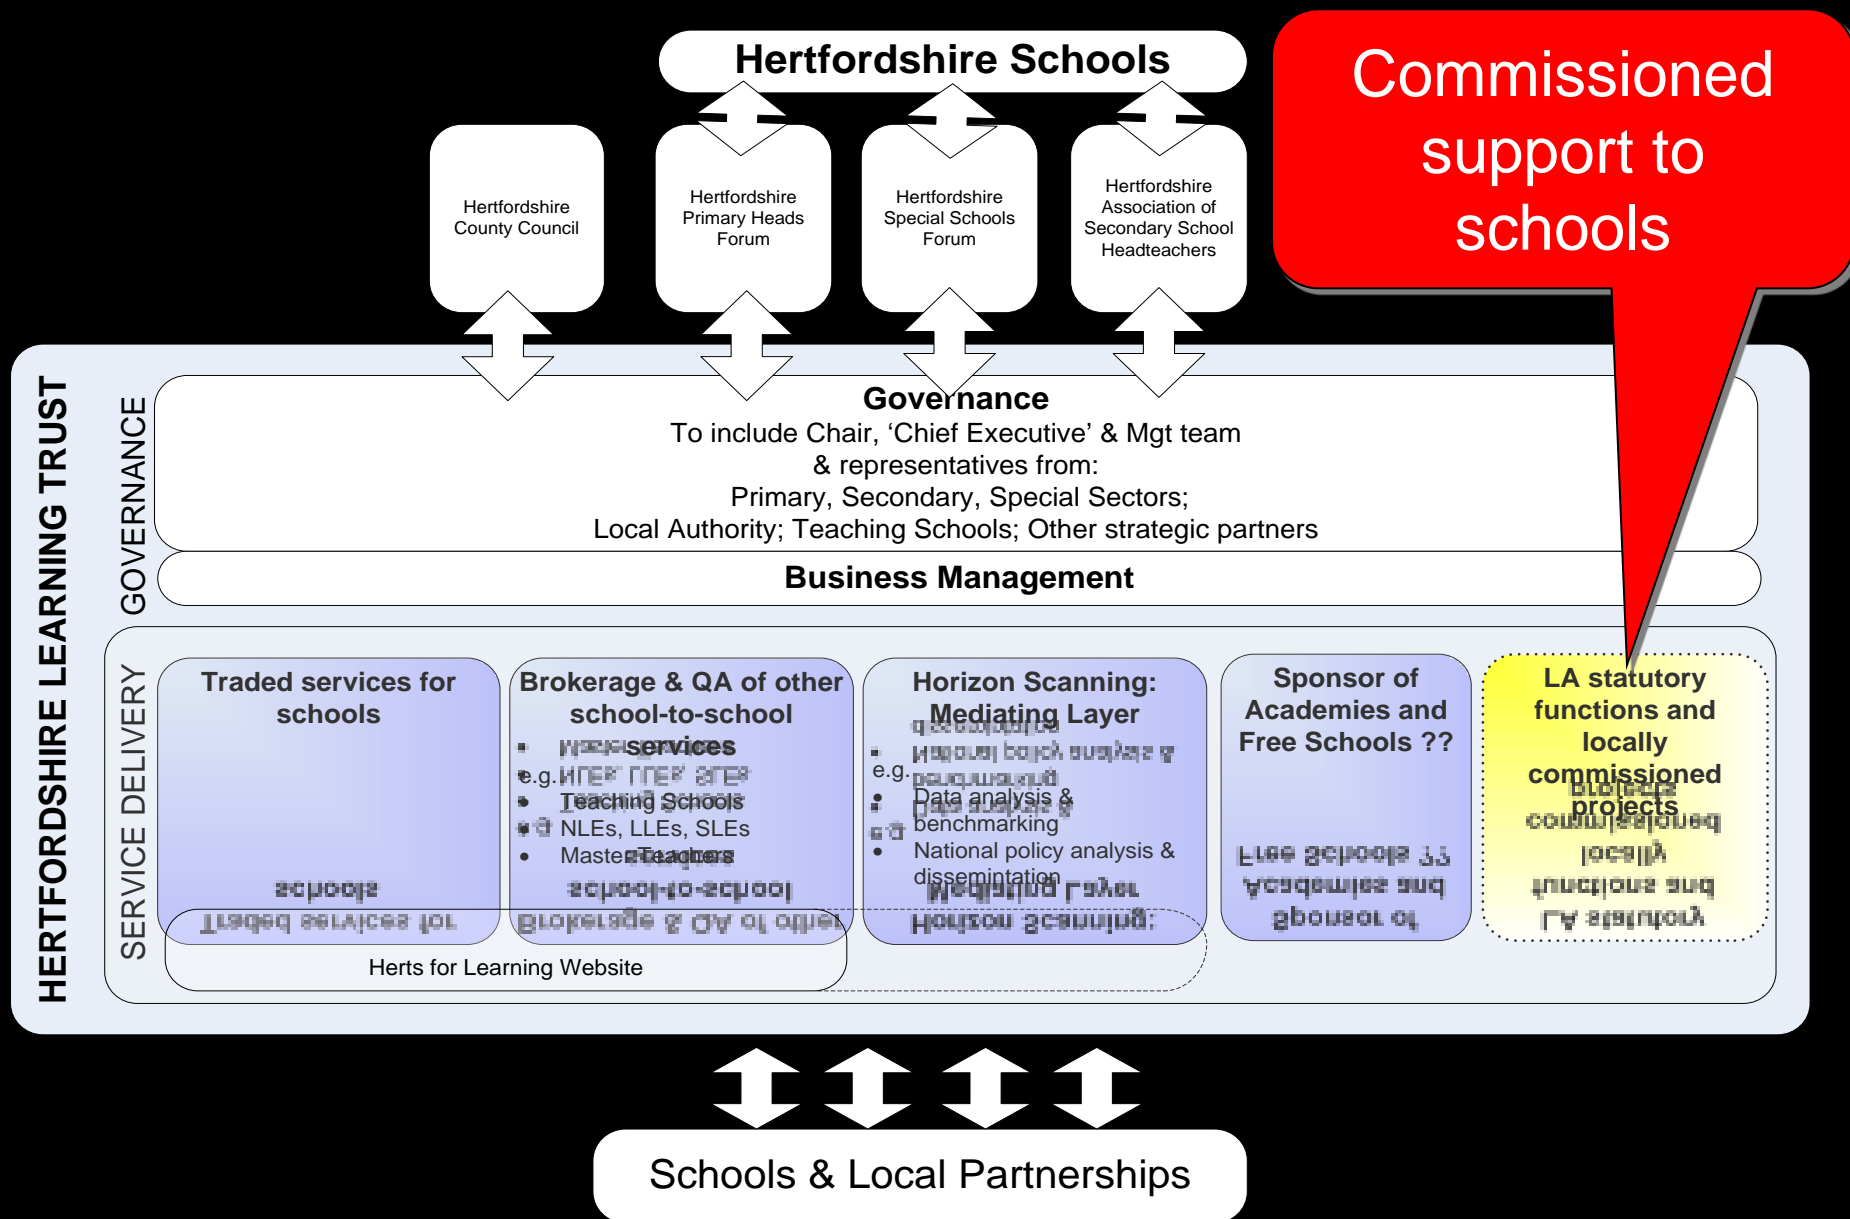 Hertfordshire Schools
Commissioned
support to
schools
Hertfordshire
County Council
Hertfordshire
Primary Heads
Forum
Hertfordshire
Special Schools
Forum
Hertfordshire
Association of
Secondary School
Headteachers
HERTFORDSHIRE LEARNING TRUST
GOVERNANCE
Governance
To include Chair, ‘Chief Executive’ & Mgt team
& representatives from:
Primary, Secondary, Special Sectors;
Local Authority; Teaching Schools; Other strategic partners
Business Management
SERVICE DELIVERY
Traded services for
schools
Brokerage & QA of other
school-to-school
services
e.g.
• Teaching Schools
• NLEs, LLEs, SLEs
• Master Teachers
Horizon Scanning:
Mediating Layer
e.g.
• Data analysis &
benchmarking
• National policy analysis &
dissemintation
Sponsor of
Academies and
Free Schools ??
LA statutory
functions and
locally
commissioned
projects
Herts for Learning Website
Schools & Local Partnerships